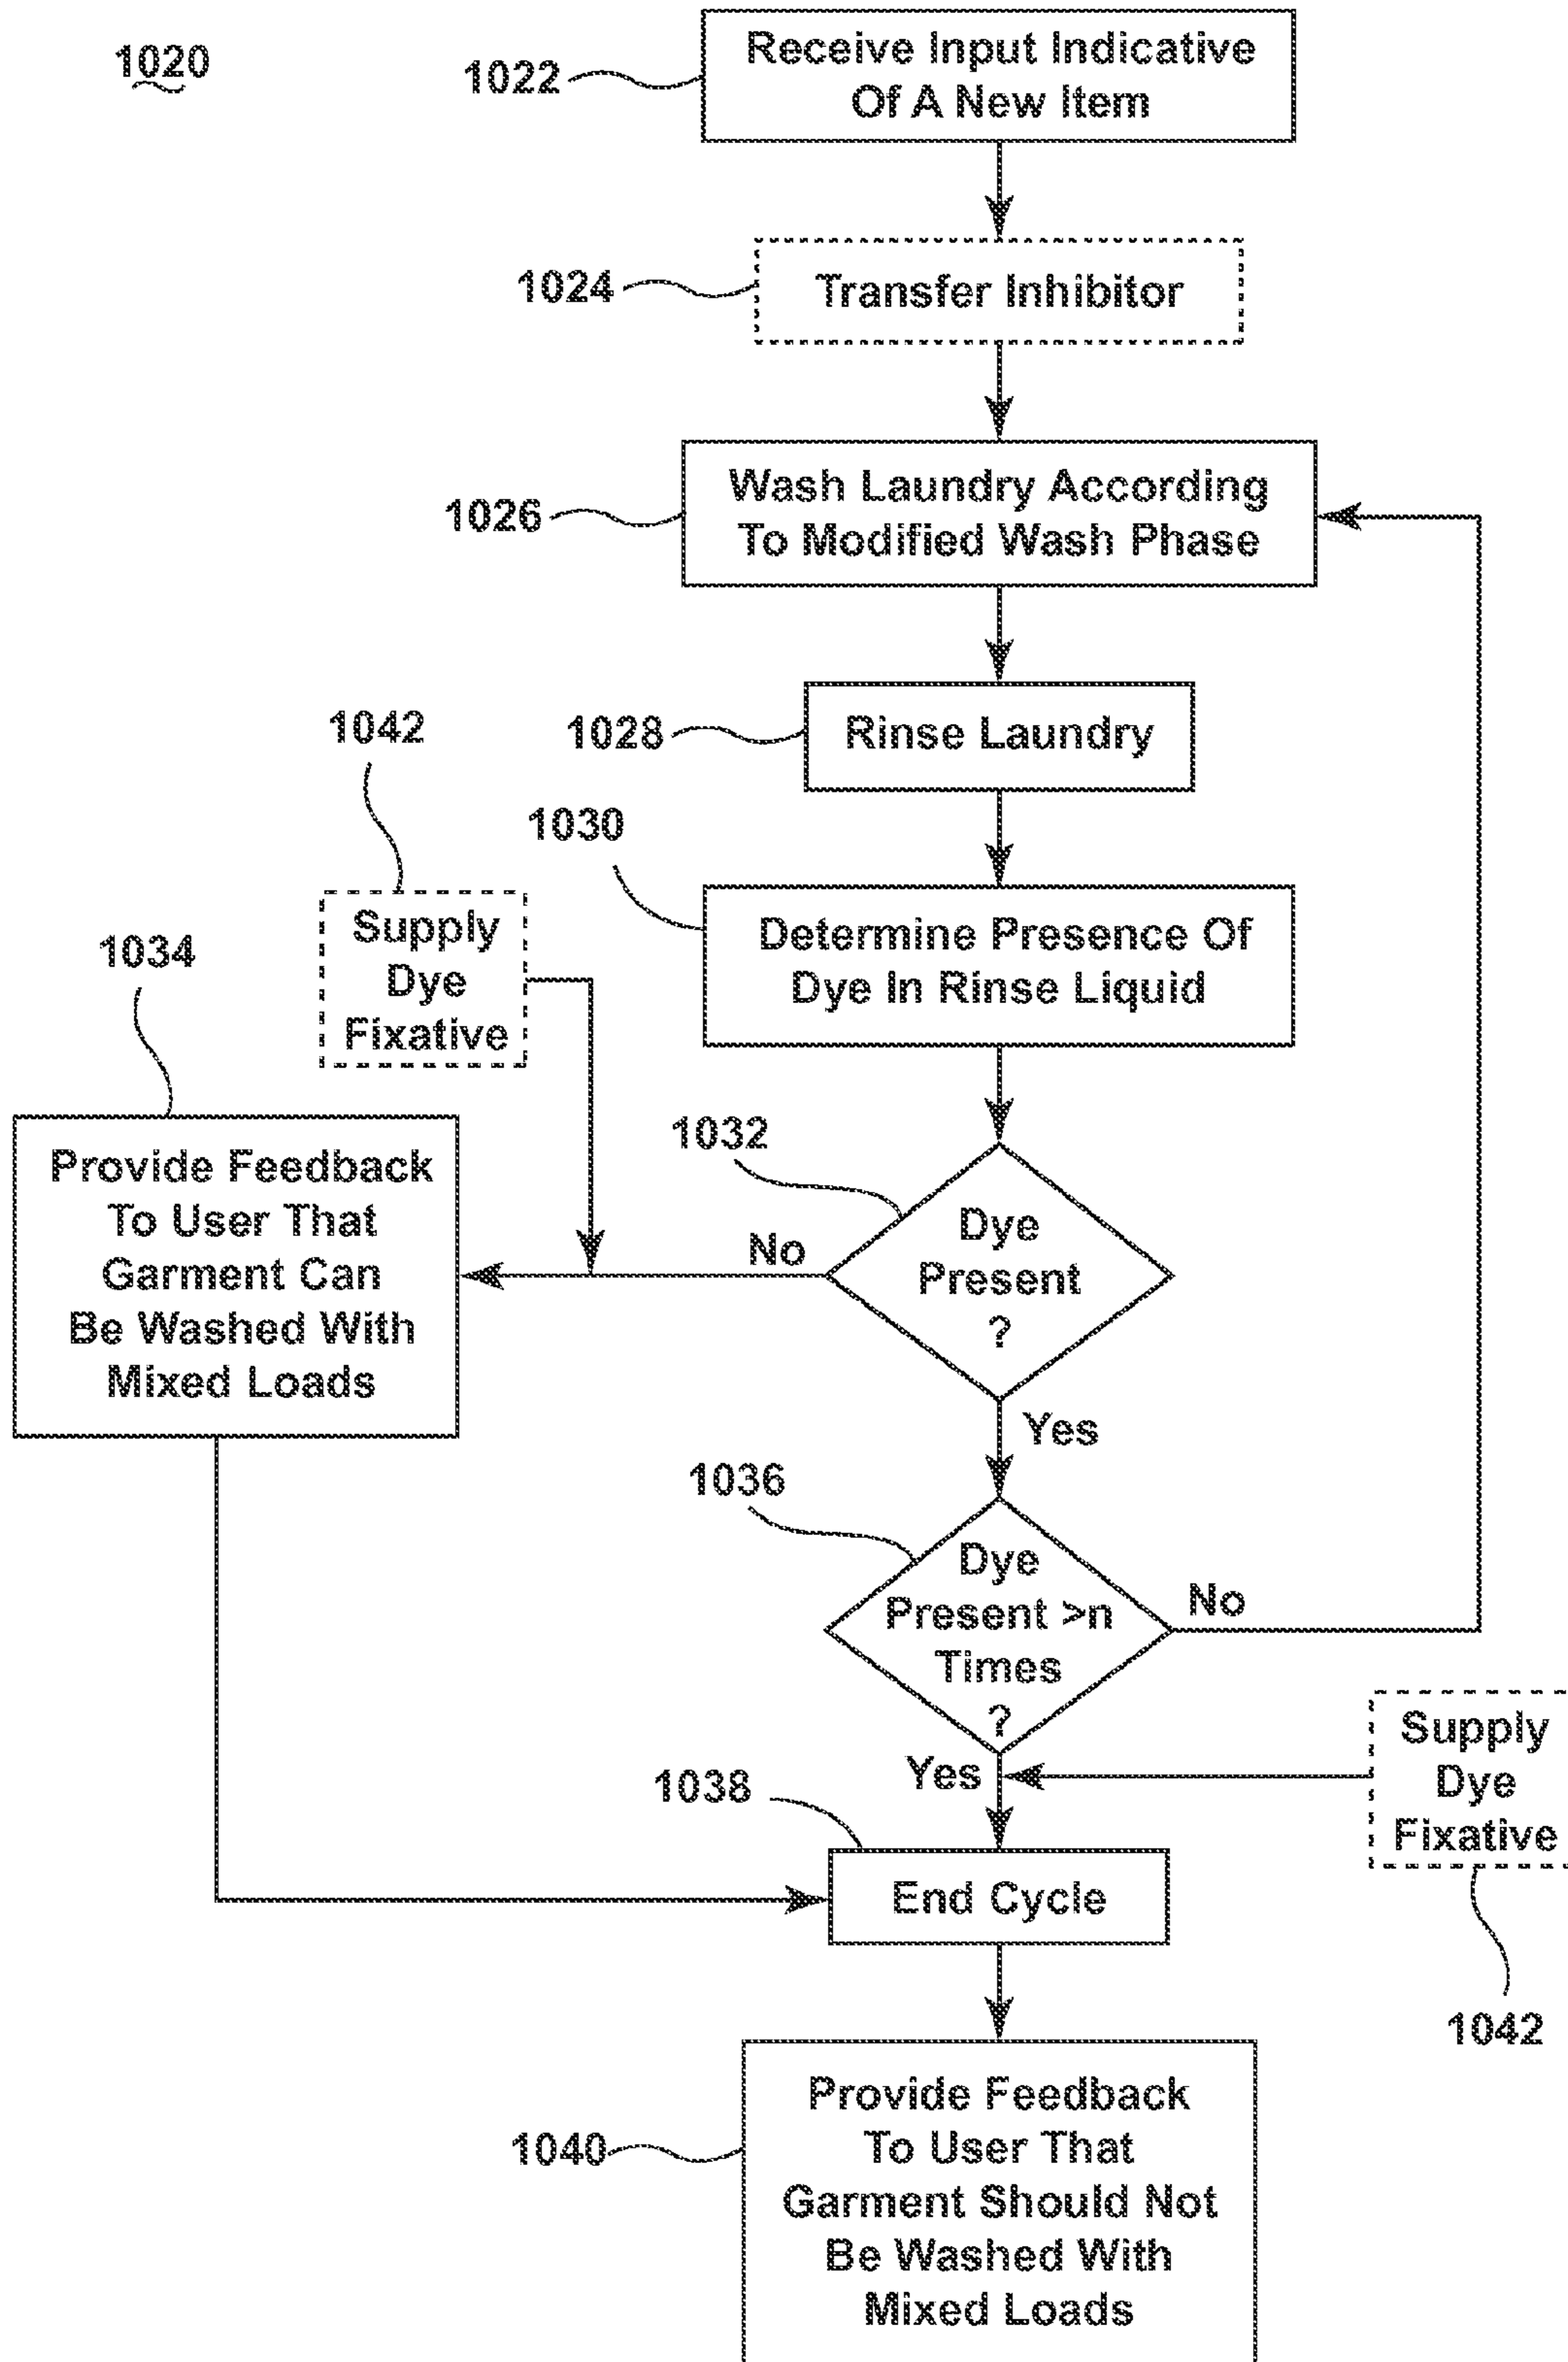 1020
1022
Receive Input Indicative
Of A New Item
1024
Transfer Inhibitor
1026
Wash Laundry According
To Modified Wash Phase
1028
Rinse Laundry
1042
Supply
Dye
Fixative
1030
Determine Presence Of
Dye In Rinse Liquid
1034
Provide Feedback
To User That
Garment Can
Be Washed With
Mixed Loads
1032
Dye
Present
?
No
Yes
1036
Dye
Present >n
Times
?
No
Yes
Supply
Dye
Fixative
1042
1038
End Cycle
1040
Provide Feedback
To User That
Garment Should Not
Be Washed With
Mixed Loads